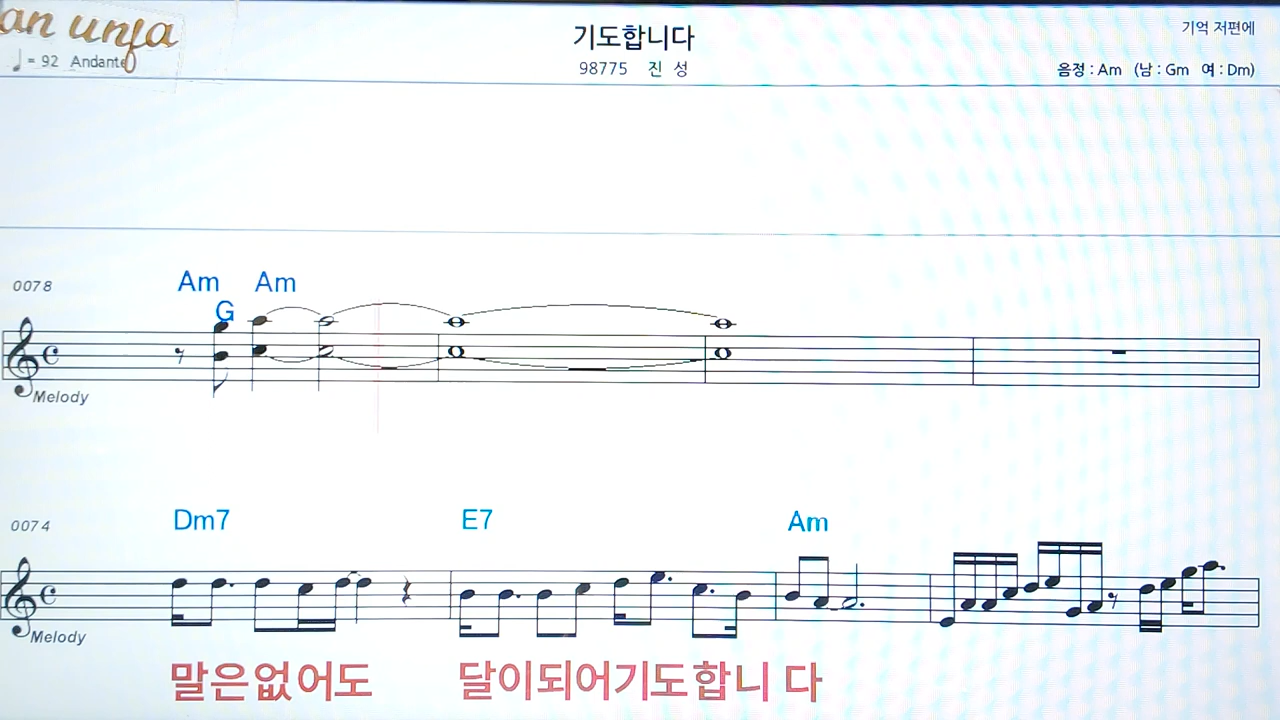 an unfa
기도합니다
기억 저편에
♩ = 92 Andante
98775 진 성
음정 : Am (남 : Gm 여 : Dm)
0078
Am Am
G
Melody
0074
Dm7 E7 Am
Melody
말은없어도 달이되어기도합니 다